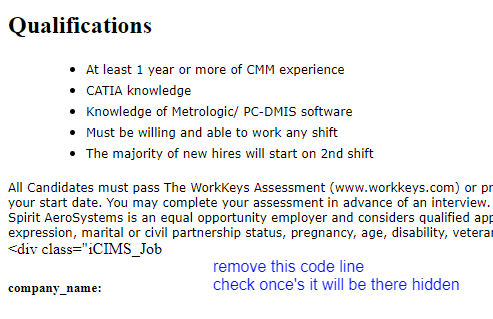 Qualifications
• At least 1 year or more of CMM experience
• CATIA knowledge
• Knowledge of Metrologic/ PC-DMIS software
• Must be willing and able to work any shift
• The majority of new hires will start on 2nd shift
All Candidates must pass The WorkKeys Assessment (www.workkeys.com) or pr
your start date. You may complete your assessment in advance of an interview.
Spirit AeroSystems is an equal opportunity employer and considers qualified app
expression, marital or civil partnership status, pregnancy, age, disability, vetera
<div class="iCIMS_Job
remove this code line
check once's it will be there hidden
company_name: